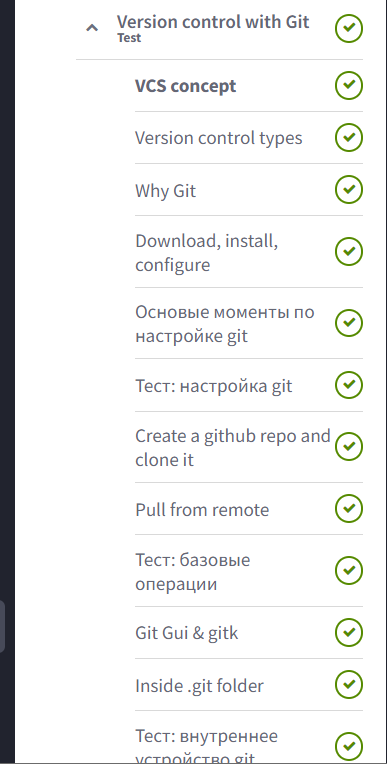 Version control with Git
Test
VCS concept
Version control types
Why Git
Download, install,
configure
Основые моменты по
настройке git
Тест: настройка git
Create a github repo and
clone it
Pull from remote
Тест: базовые
операции
Git Gui & gitk
Inside .git folder
Тест: внутреннее
устройство git